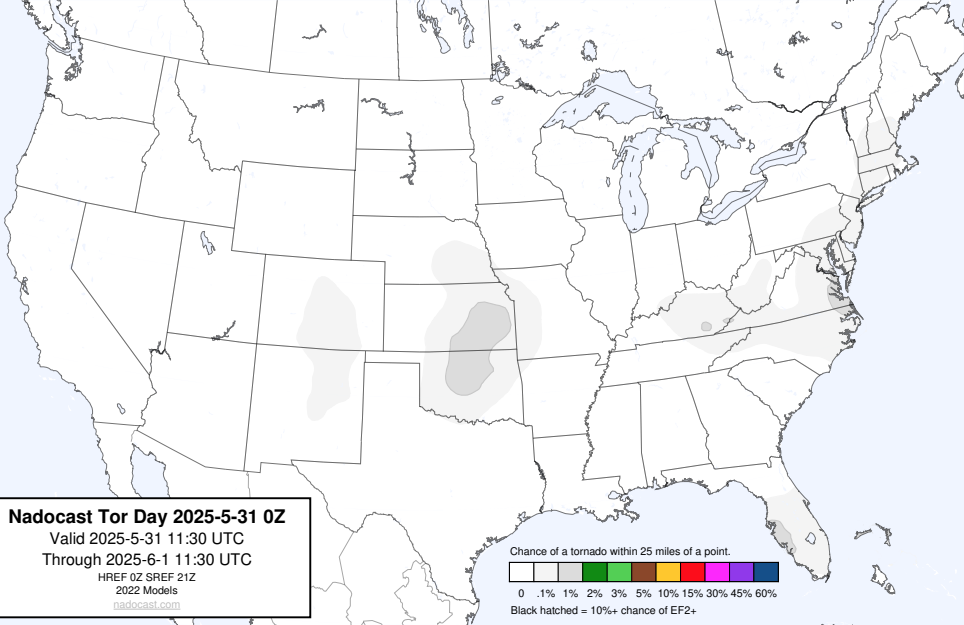 Nadocast Tor Day 2025-5-31 0Z
Valid 2025-5-31 11:30 UTC
Through 2025-6-1 11:30 UTC
HREF 0Z SREF 21Z
2022 Models
nadocast.com
Chance of a tornado within 25 miles of a point.
0 .1% 1% 2% 3% 5% 10% 15% 30% 45% 60%
Black hatched = 10%+ chance of EF2+